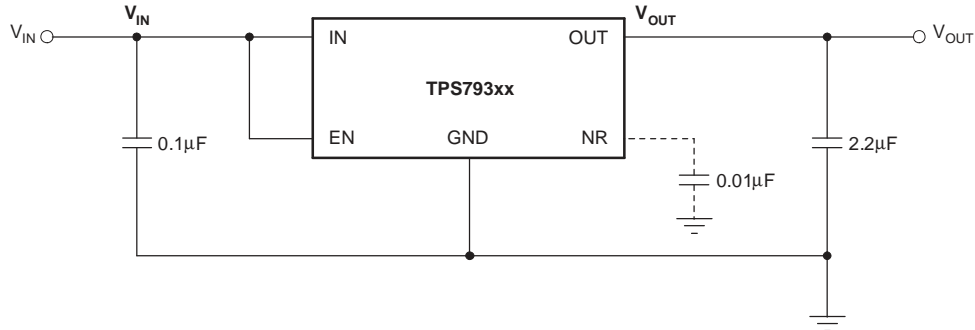 V_IN
V_IN
V_OUT
V_OUT
IN
OUT
TPS793xx
EN
GND
NR
0.1μF
2.2μF
0.01μF